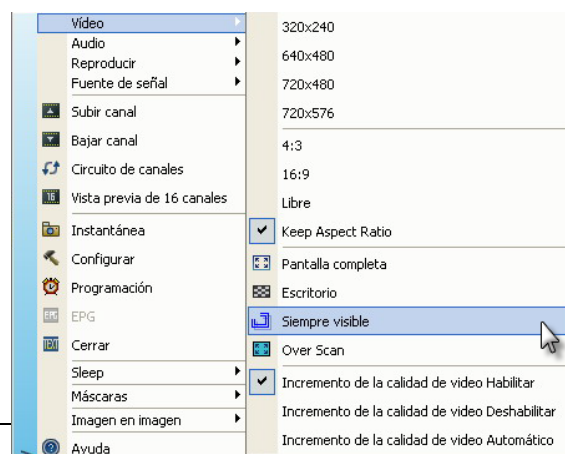 Vídeo
Audio
Reproducir
Fuente de señal
Subir canal
Bajar canal
Circuito de canales
16 Vista previa de 16 canales
Instantánea
Configurar
Programación
EPG EPG
TEXT Cerrar
Sleep
Máscaras
Imagen en imagen
Ayuda
320x240
640x480
720x480
720x576
4:3
16:9
Libre
Keep Aspect Ratio
Pantalla completa
Escritorio
Siempre visible
Over Scan
Incremento de la calidad de video Habilitar
Incremento de la calidad de video Deshabilitar
Incremento de la calidad de video Automático